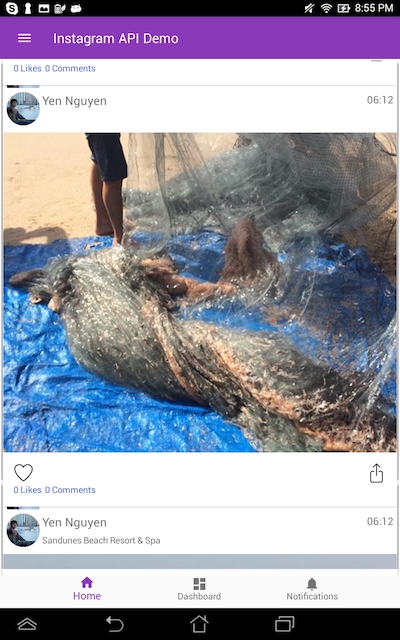 8:55 PM
Instagram API Demo
0 Likes 0 Comments
Yen Nguyen 06:12
0 Likes 0 Comments
Yen Nguyen 06:12
Sandunes Beach Resort & Spa
Home Dashboard Notifications